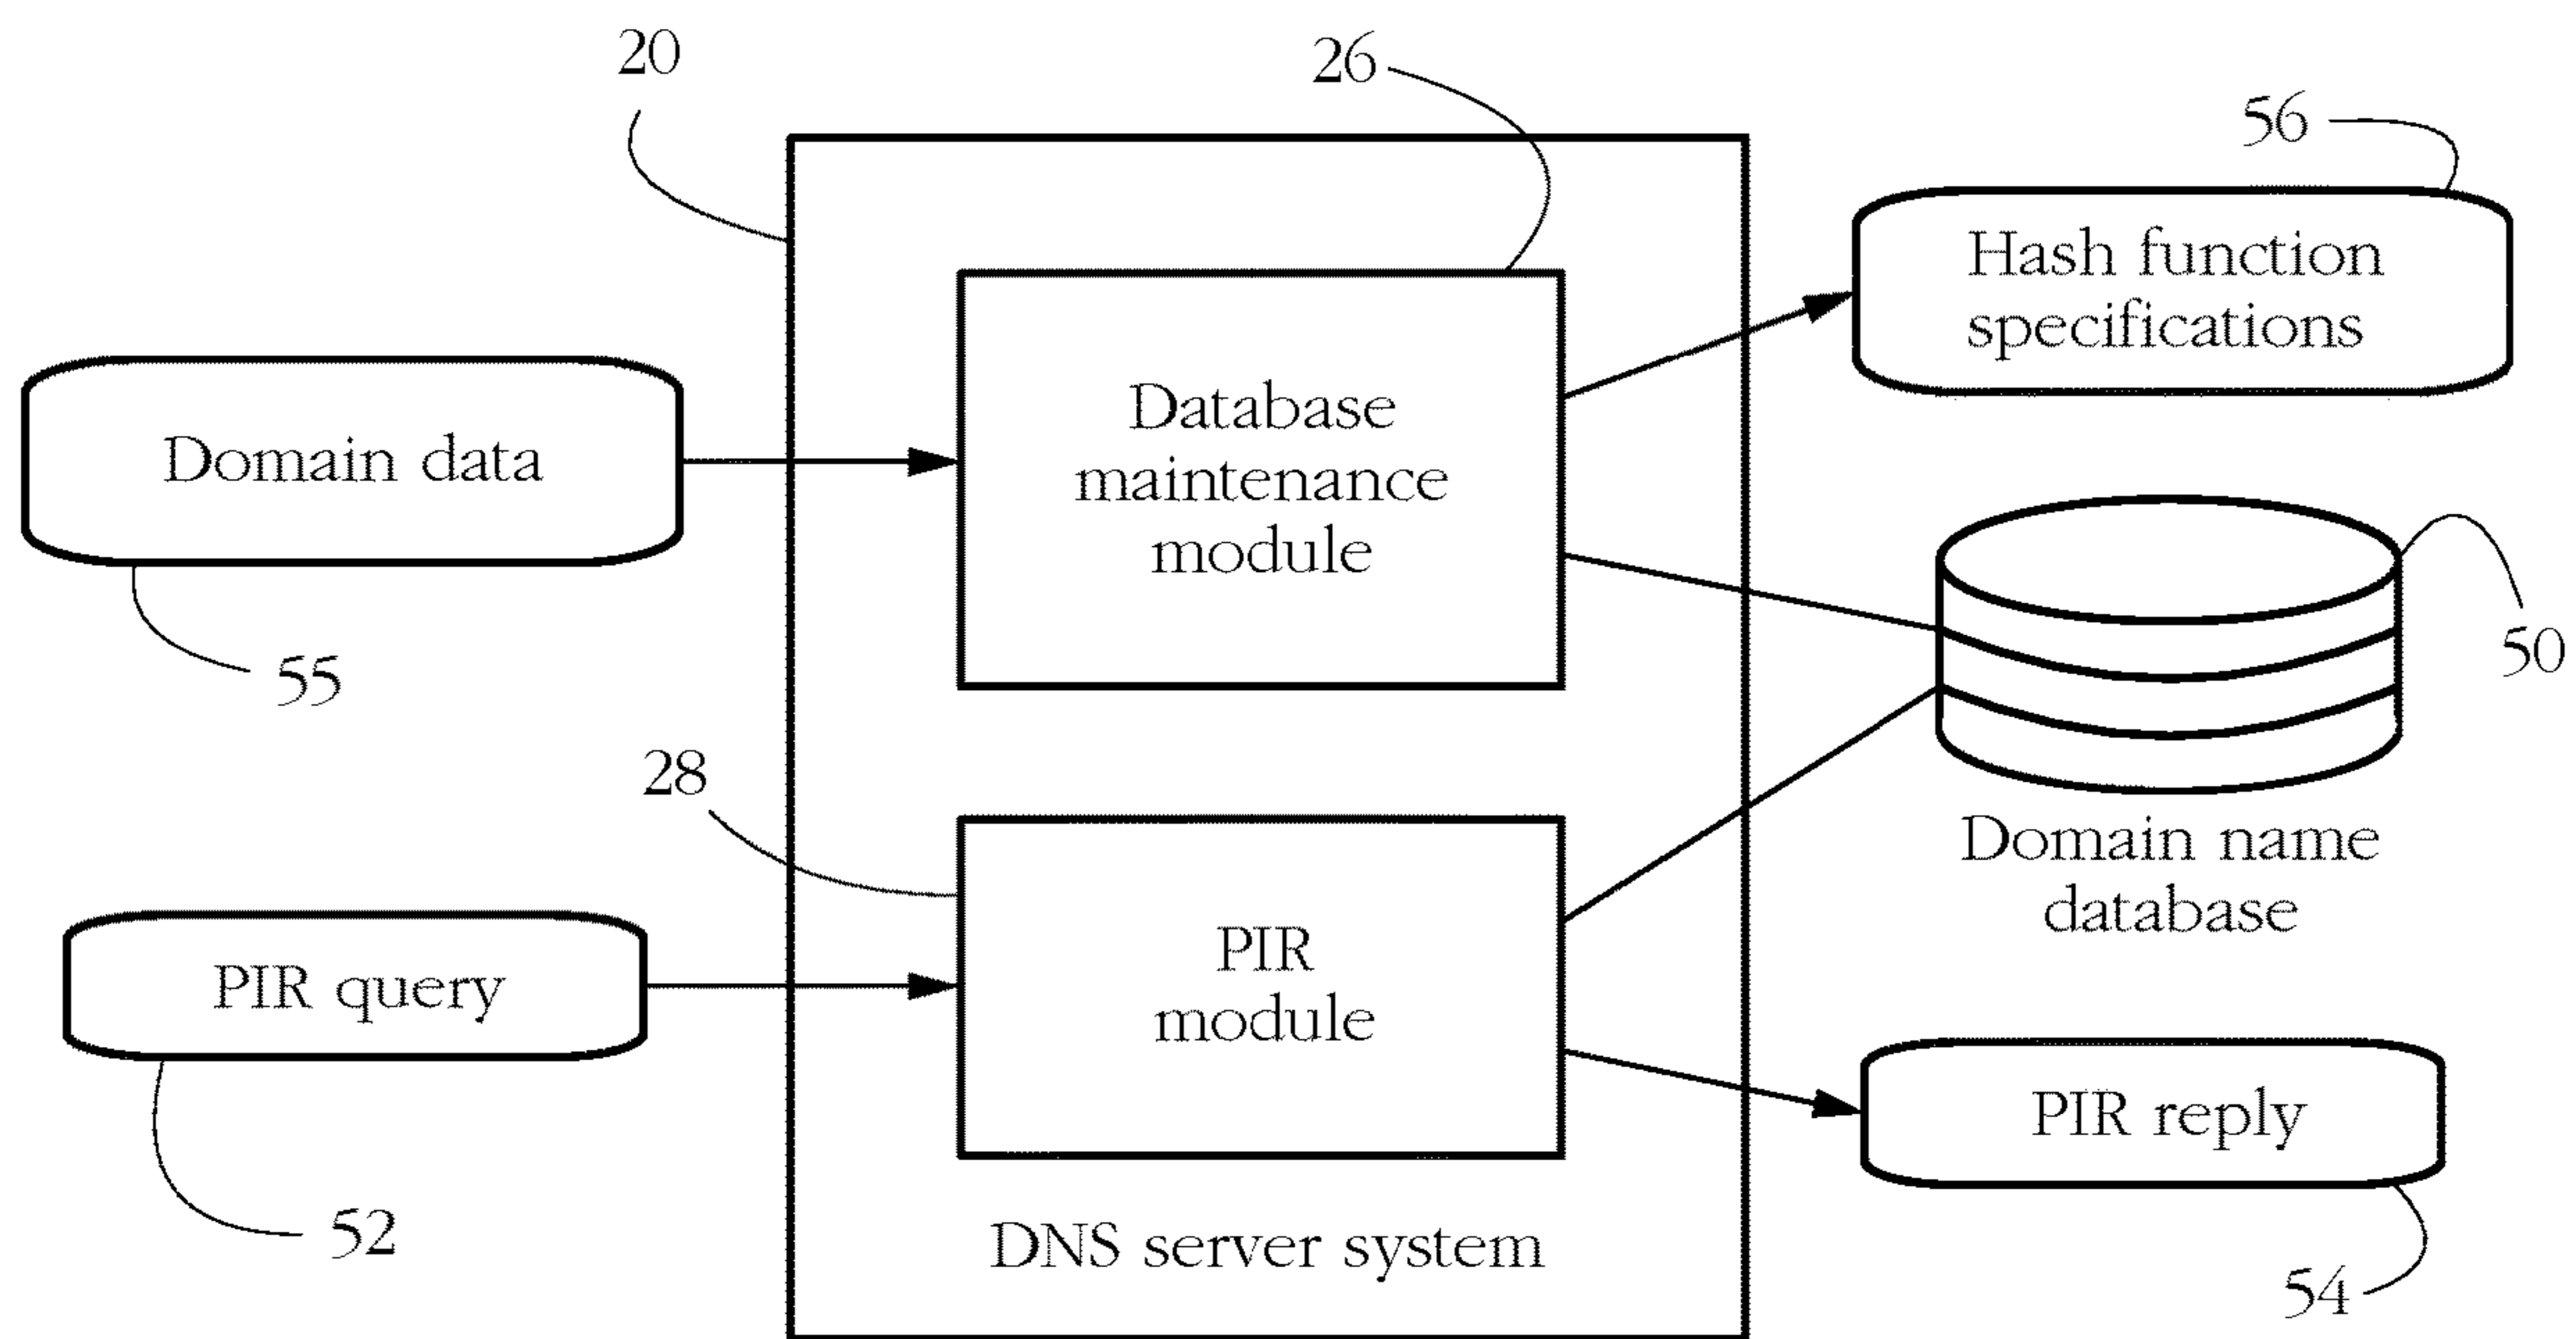 20
26
56
Hash function
specifications
Domain data
Database
maintenance
module
55
50
Domain name
database
28
PIR query
PIR
module
PIR reply
52
DNS server system
54